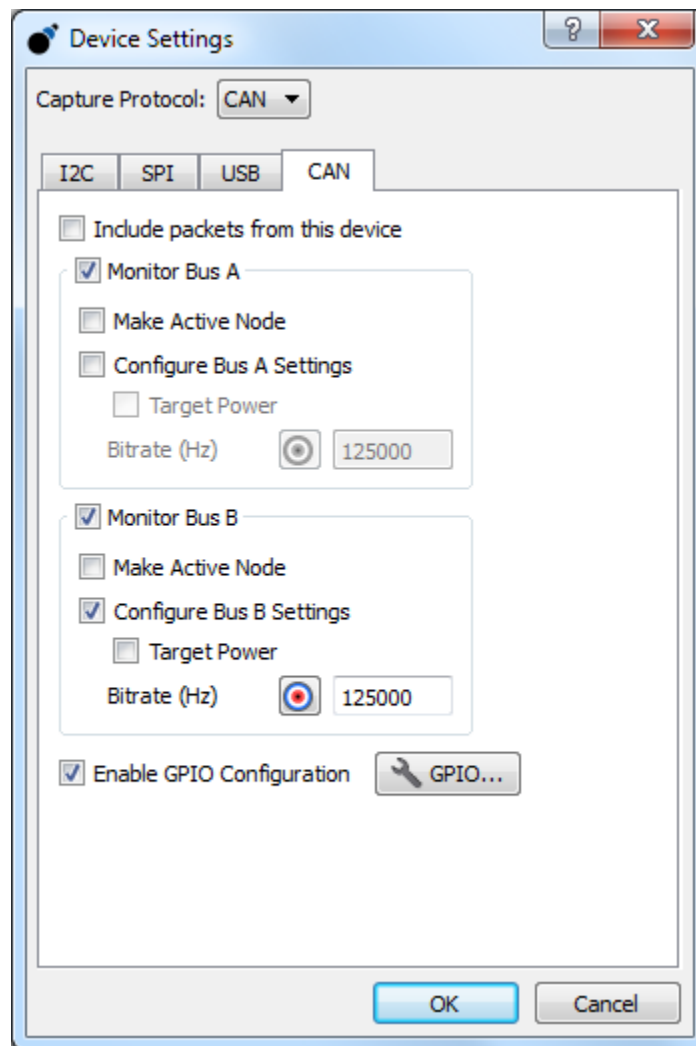 Device Settings
Capture Protocol: CAN
I2C SPI USB CAN
Include packets from this device
Monitor Bus A
Make Active Node
Configure Bus A Settings
Target Power
Bitrate (Hz) 125000
Monitor Bus B
Make Active Node
Configure Bus B Settings
Target Power
Bitrate (Hz) 125000
Enable GPIO Configuration GPIO...
OK Cancel